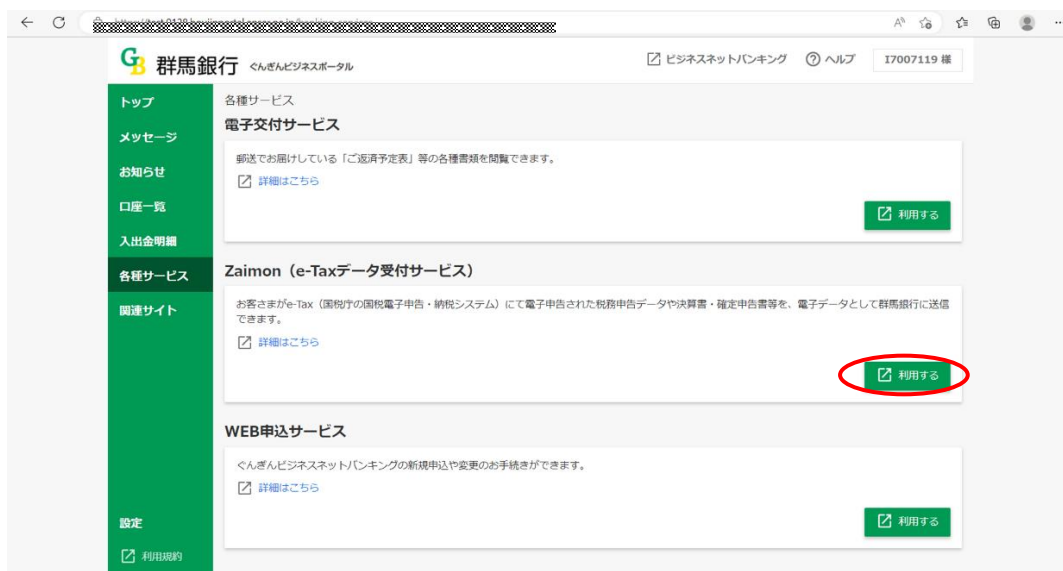 群馬銀行 ぐんぎんビジネスポータル
ビジネスネットバンキング ヘルプ I7007119 様
トップ
メッセージ
お知らせ
口座一覧
入出金明細
各種サービス
関連サイト
設定
利用規約
各種サービス
電子交付サービス
郵送でお届けしている「ご返済予定表」等の各種書類を閲覧できます。
詳細はこちら
利用する
Zaimon（e-Taxデータ受付サービス）
お客さまがe-Tax（国税庁の国税電子申告・納税システム）にて電子申告された税務申告データや決算書・確定申告書等を、電子データとして群馬銀行に送信
できます。
詳細はこちら
利用する
WEB申込サービス
ぐんぎんビジネスネットバンキングの新規申込や変更のお手続きができます。
詳細はこちら
利用する